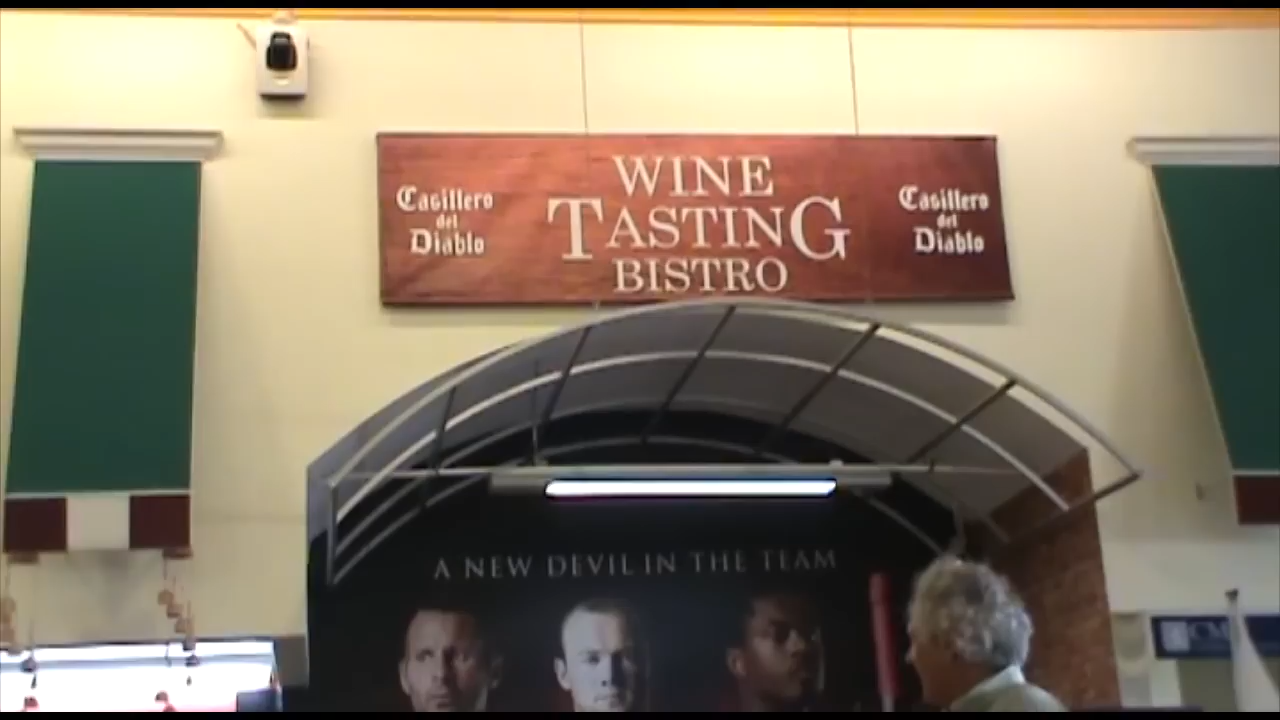 WINE
TASTING
BISTRO
Casillero
del
Diablo
Casillero
del
Diablo
A NEW DEVIL IN THE TEAM